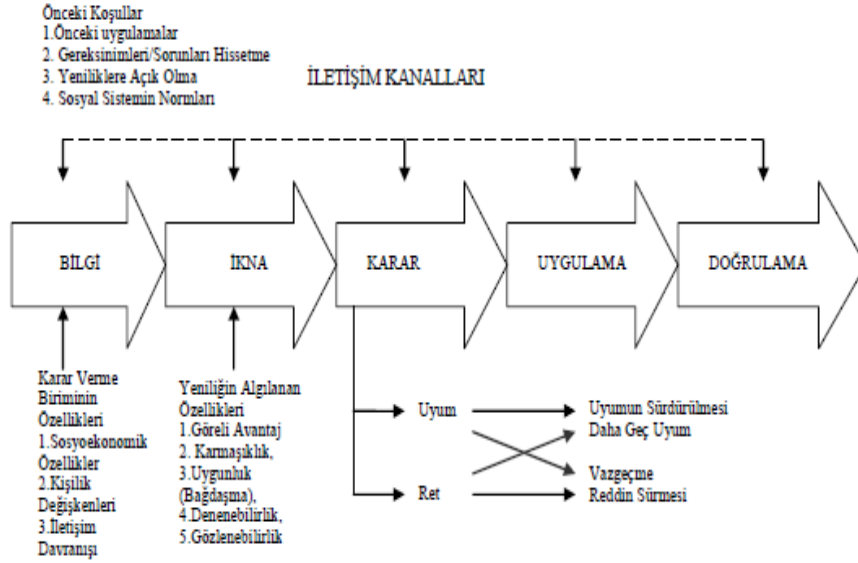 Önceki Koşullar
1.Önceki uygulamalar
2. Gereksinimleri/Sorunları Hissetme
3. Yeniliklere Açık Olma
4. Sosyal Sistemin Normları
İLETİŞİM KANALLARI
BİLGİ
İKNA
KARAR
UYGULAMA
DOĞRULAMA
Karar Verme
Biriminin
Özellikleri
1.Sosyoekonomik
Özellikler
2.Kişilik
Değişkenleri
3.İletişim
Davranışı
Yeniliğin Algılanan
Özellikleri
1.Göreli Avantaj
2. Karmaşıklık,
3.Uygunluk
(Bağdaşma),
4.Denenebilirlik,
5.Gözlenebilirlik
Uyum
Ret
Uyumun Sürdürülmesi
Daha Geç Uyum
Vazgeçme
Reddin Sürmesi